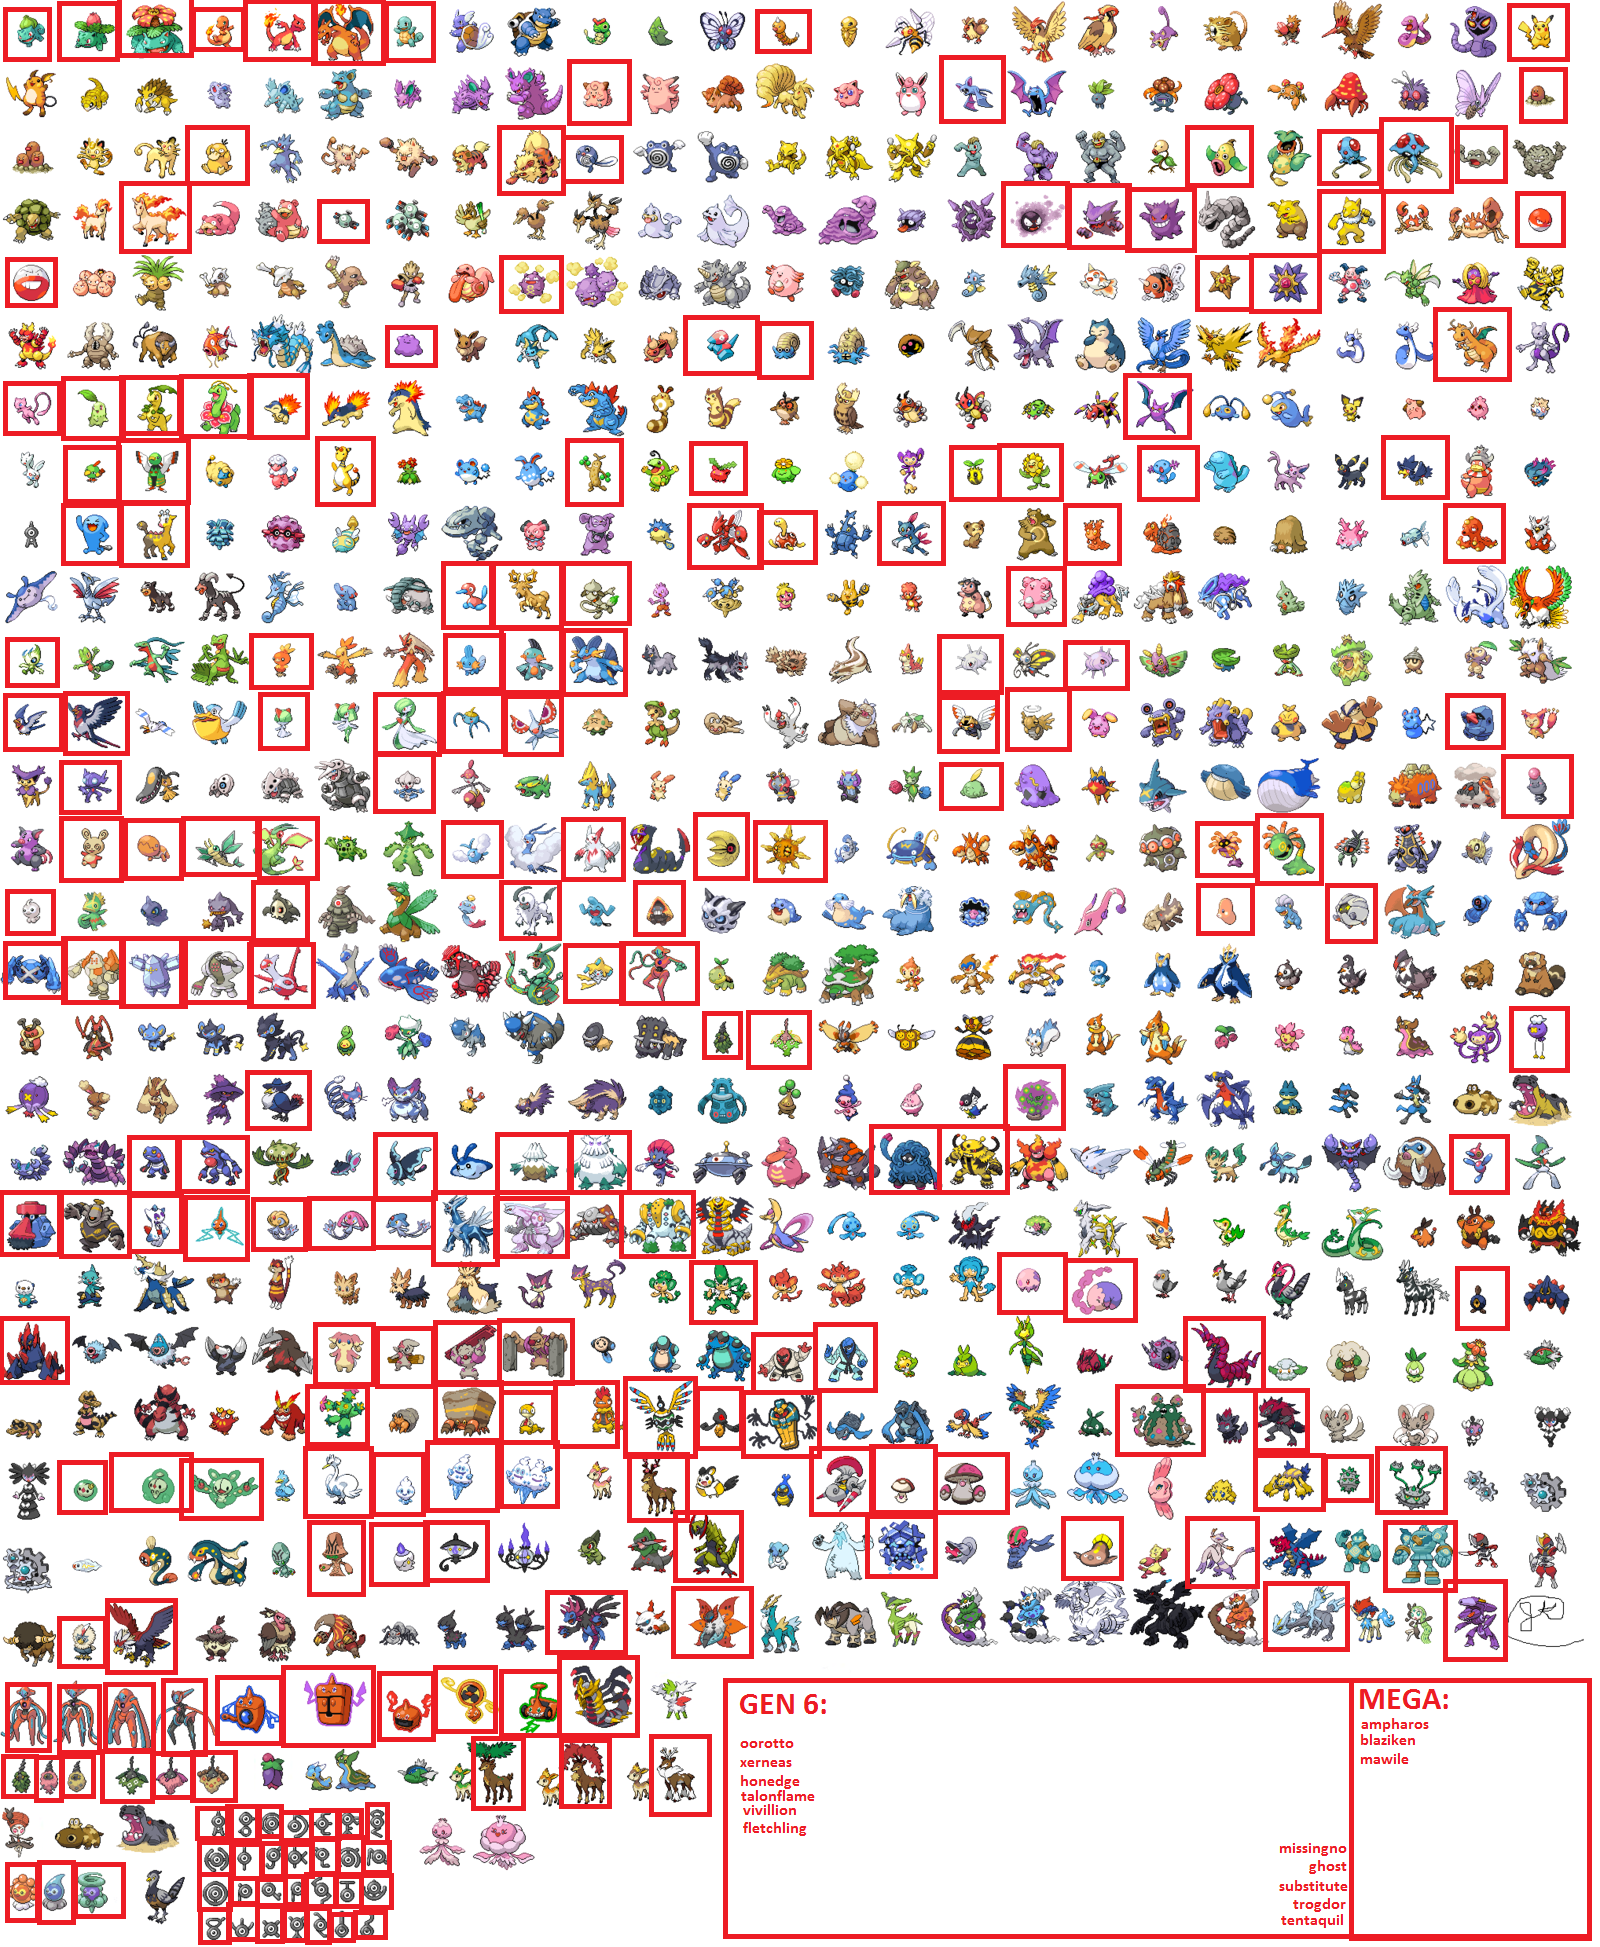 GEN 6:
oorotto
xerneas
honedge
talonflame
vivillion
fletchling
missingno
ghost
substitute
trogdor
tentaquil
MEGA:
ampharos
blaziken
mawile